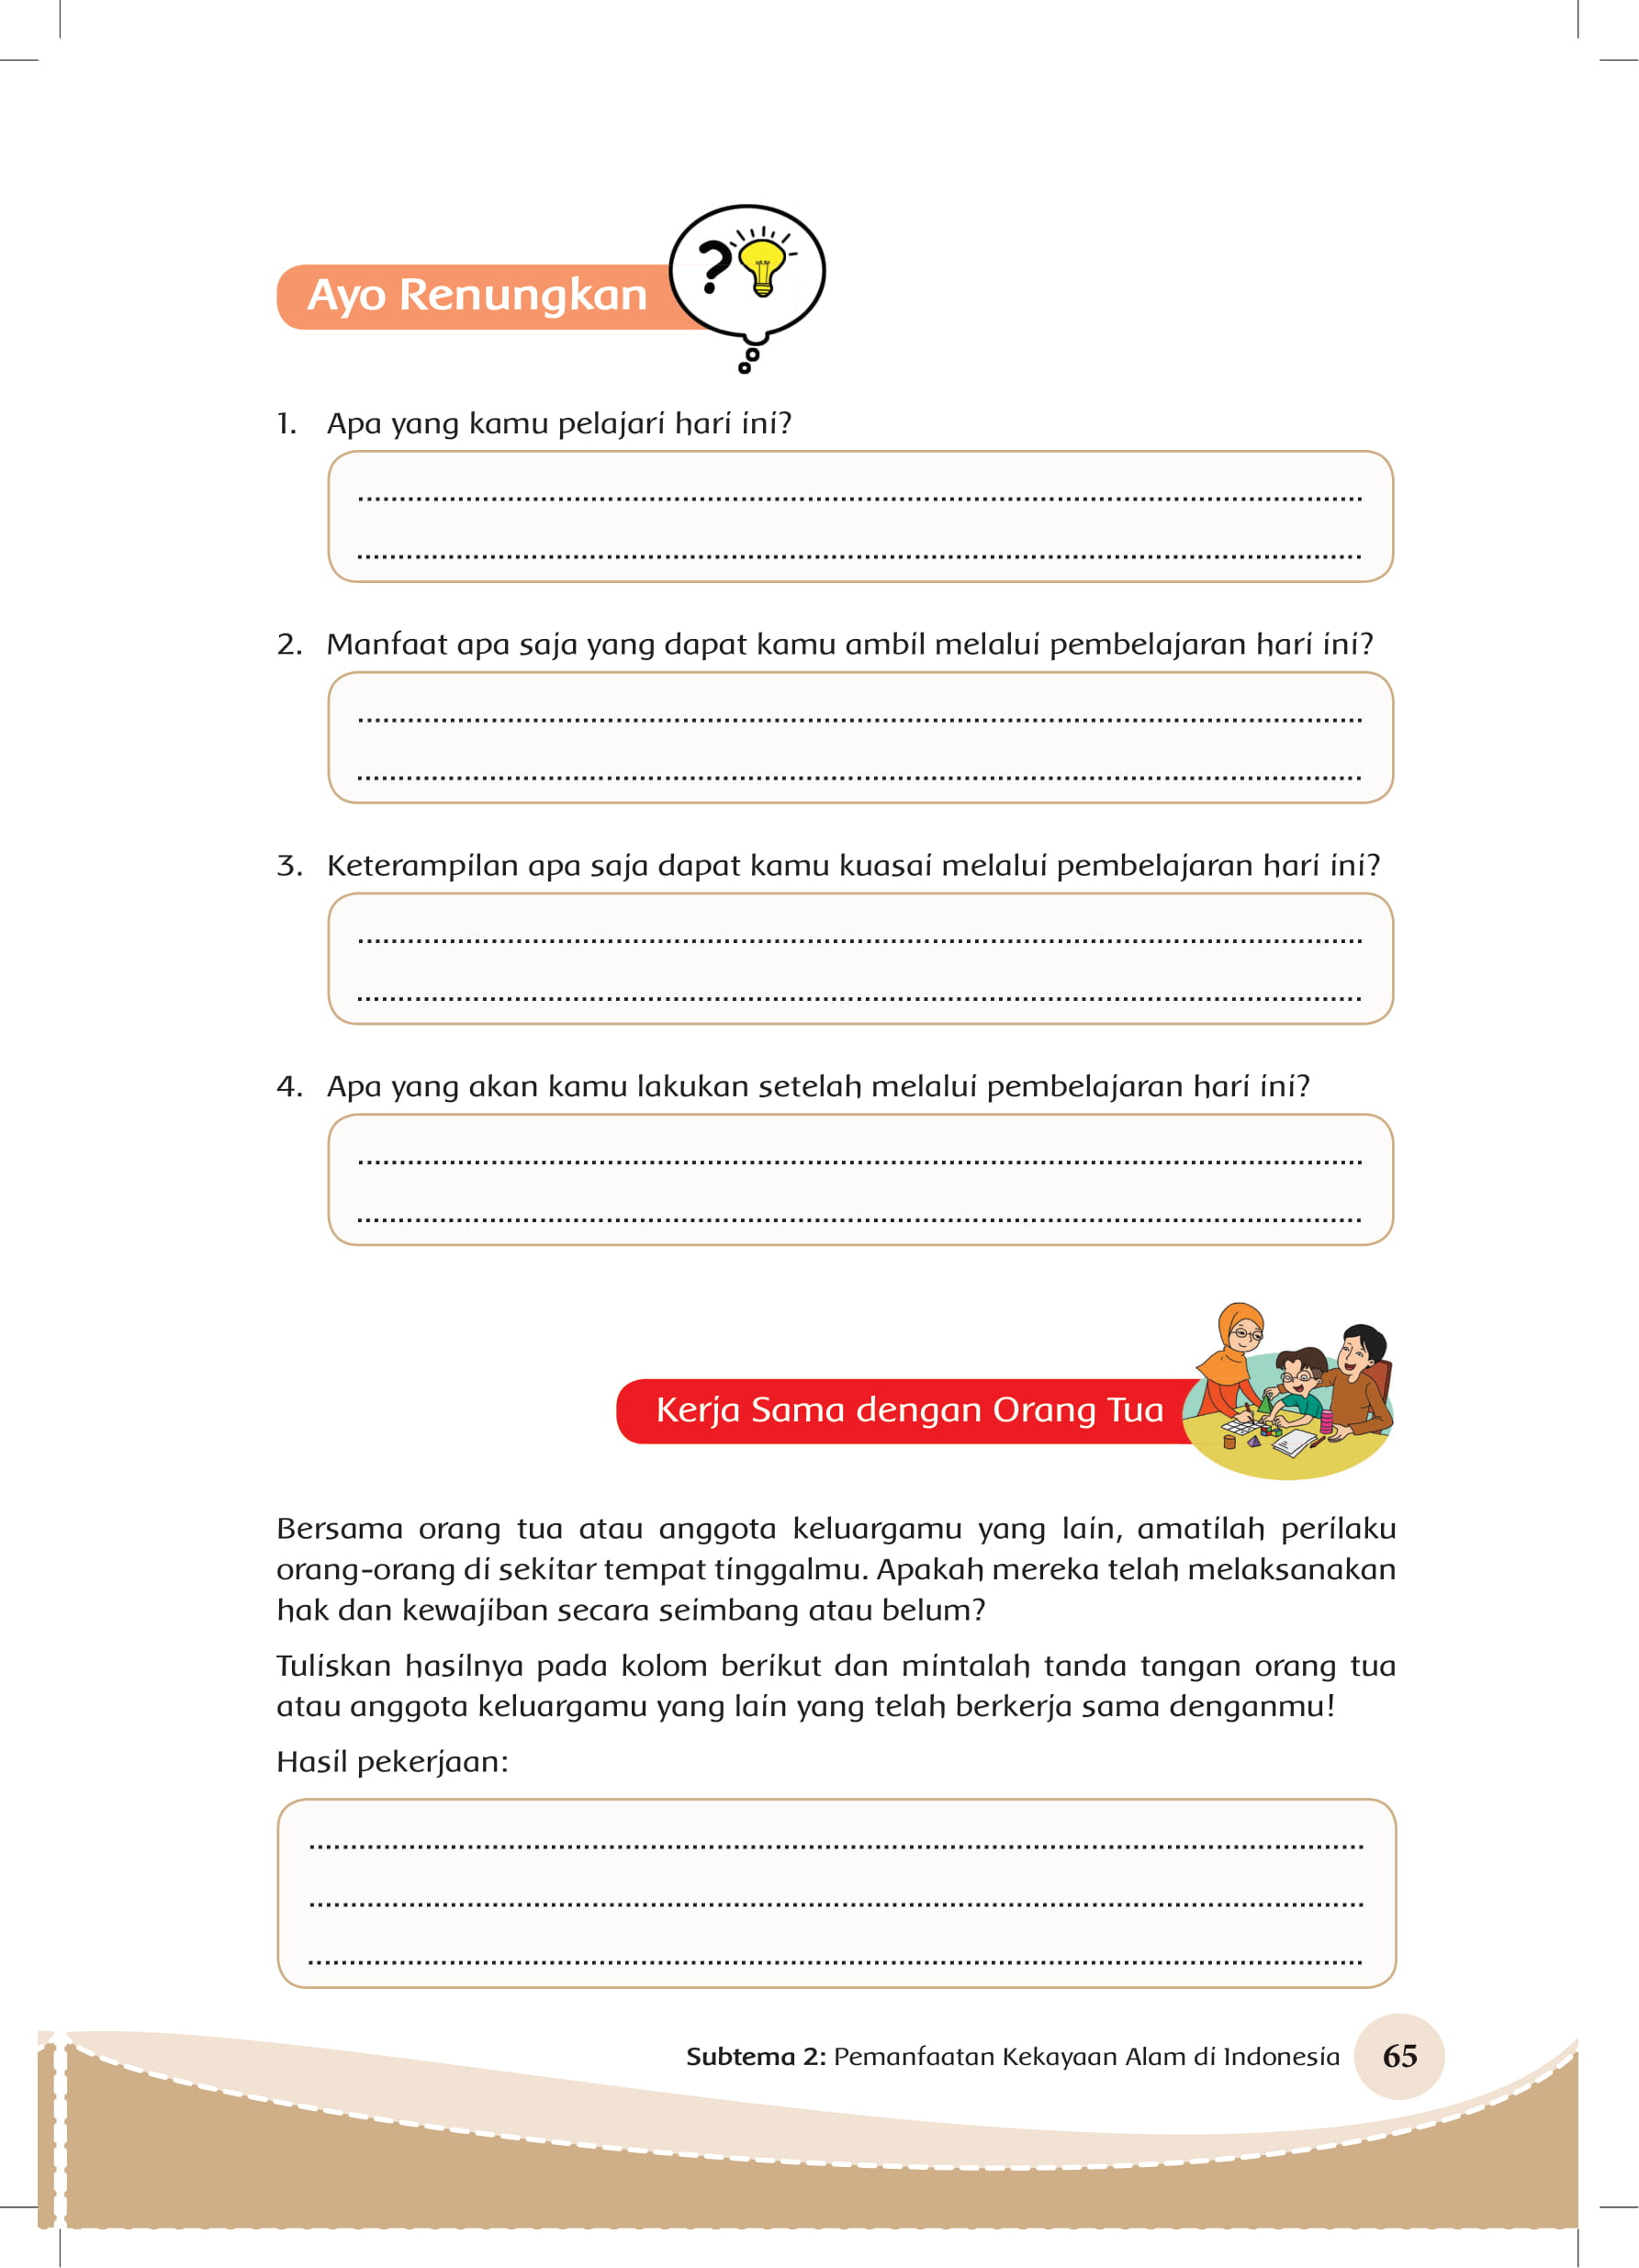 Ayo Renungkan
?
1. Apa yang kamu pelajari hari ini?
2. Manfaat apa saja yang dapat kamu ambil melalui pembelajaran hari ini?
3. Keterampilan apa saja dapat kamu kuasai melalui pembelajaran hari ini?
4. Apa yang akan kamu lakukan setelah melalui pembelajaran hari ini?
Kerja Sama dengan Orang Tua
Bersama orang tua atau anggota keluargamu yang lain, amatilah perilaku
orang-orang di sekitar tempat tinggalmu. Apakah mereka telah melaksanakan
hak dan kewajiban secara seimbang atau belum?
Tuliskan hasilnya pada kolom berikut dan mintalah tanda tangan orang tua
atau anggota keluargamu yang lain yang telah berkerja sama denganmu!
Hasil pekerjaan:
Subtema 2: Pemanfaatan Kekayaan Alam di Indonesia 65